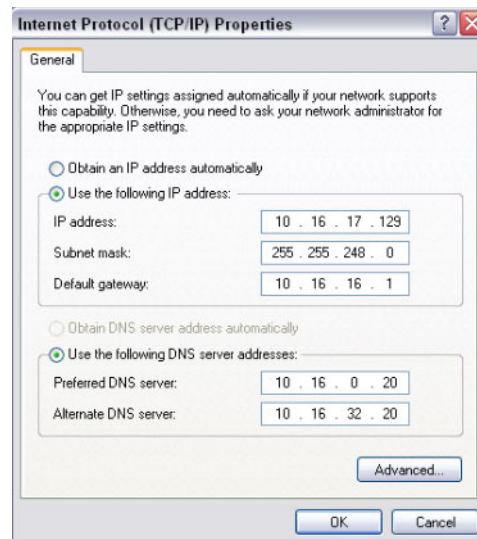 Internet Protocol (TCP/IP) Properties
General
You can get IP settings assigned automatically if your network supports
this capability. Otherwise, you need to ask your network administrator for
the appropriate IP settings.
Obtain an IP address automatically
Use the following IP address:
IP address: 10 . 16 . 17 . 129
Subnet mask: 255 . 255 . 248 . 0
Default gateway: 10 . 16 . 16 . 1
Obtain DNS server address automatically
Use the following DNS server addresses:
Preferred DNS server: 10 . 16 . 0 . 20
Alternate DNS server: 10 . 16 . 32 . 20
Advanced...
OK Cancel